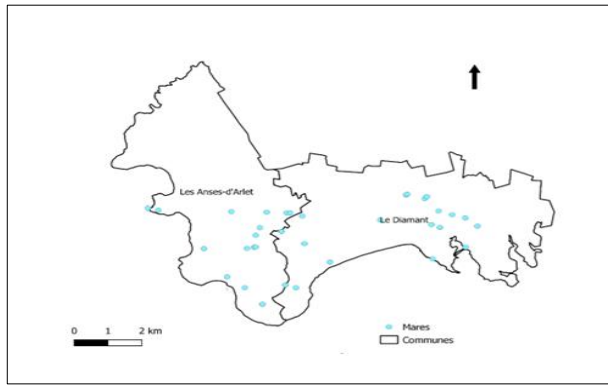 Les Anses-d'Arlet
Le Diamant
0 1 2 km
Mares
Communes